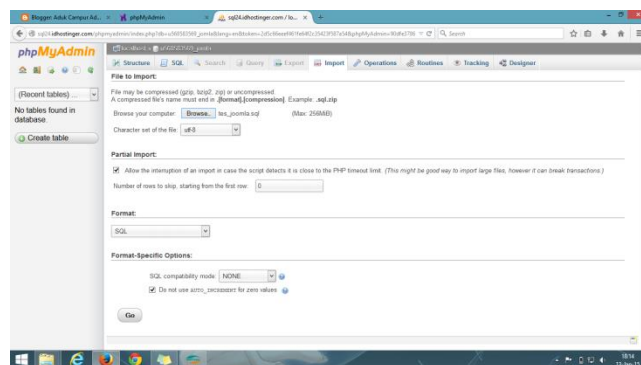 Blogger: Aduk Campur Ad...
phpMyAdmin
sql24.idhostinger.com / lo...
Search
phpMyAdmin
Structure
SQL
Search
Query
Export
Import
Operations
Routines
Tracking
Designer
(Recent tables) ...
No tables found in
database.
Create table
File to Import:
File may be compressed (gzip, bzip2, zip) or uncompressed.
A compressed file's name must end in .[format].[compression]. Example: .sql.zip
Browse your computer: Browse.. tes_joomla.sql (Max: 256MiB)
Character set of the file: utf-8
Partial Import:
Allow the interruption of an import in case the script detects it is close to the PHP timeout limit. (This might be good way to import large files, however it can break transactions.)
Number of rows to skip, starting from the first row: 0
Format:
SQL
Format-Specific Options:
SQL compatibility mode: NONE
Do not use AUTO_INCREMENT for zero values
Go